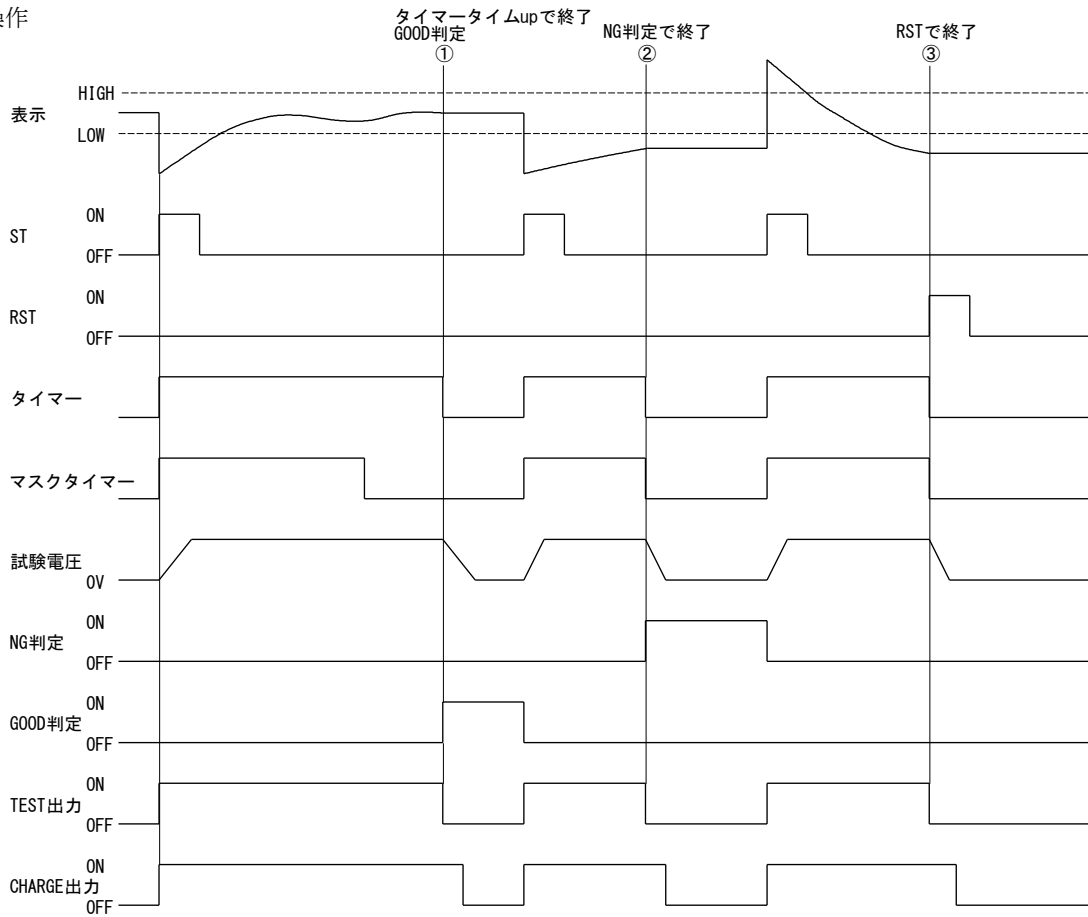 作
タイマータイムupで終了
GOOD判定
①
NG判定で終了
②
RSTで終了
③
表示
HIGH
LOW
ST
ON
OFF
RST
ON
OFF
タイマー
マスクタイマー
試験電圧
0V
NG判定
ON
OFF
GOOD判定
ON
OFF
TEST出力
ON
OFF
CHARGE出力
ON
OFF